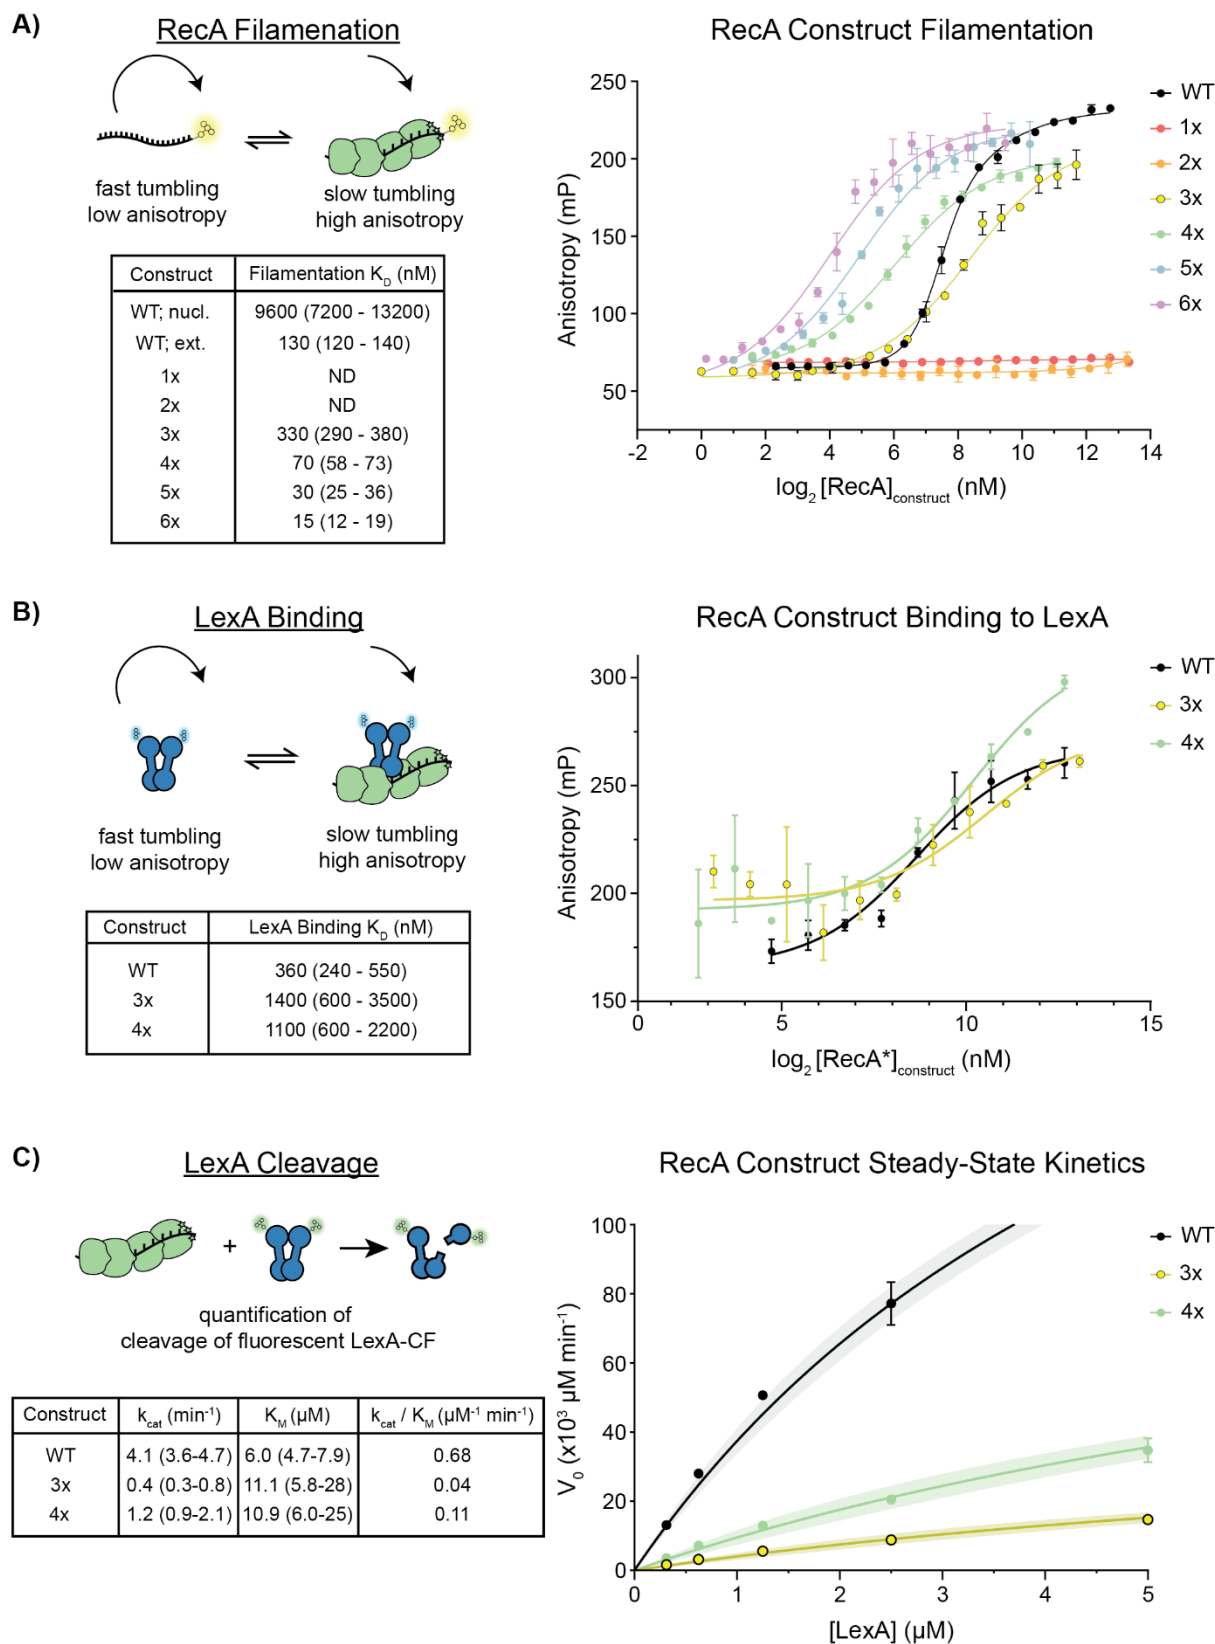 A)
RecA Filamenation
fast tumbling
low anisotropy
slow tumbling
high anisotropy
Construct Filamentation K_D (nM)
WT; nucl. 9600 (7200 - 13200)
WT; ext. 130 (120 - 140)
1x ND
2x ND
3x 330 (290 - 380)
4x 70 (58 - 73)
5x 30 (25 - 36)
6x 15 (12 - 19)
RecA Construct Filamentation
Anisotropy (mP)
250
200
150
100
50
-2 0 2 4 6 8 10 12 14
log₂ [RecA]construct (nM)
WT
1x
2x
3x
4x
5x
6x
B)
LexA Binding
fast tumbling
low anisotropy
slow tumbling
high anisotropy
Construct LexA Binding K_D (nM)
WT 360 (240 - 550)
3x 1400 (600 - 3500)
4x 1100 (600 - 2200)
RecA Construct Binding to LexA
Anisotropy (mP)
300
250
200
150
0 5 10 15
log₂ [RecA*]construct (nM)
WT
3x
4x
C)
LexA Cleavage
+
quantification of
cleavage of fluorescent LexA-CF
Construct k_cat (min⁻¹) K_M (µM) k_cat / K_M (µM⁻¹ min⁻¹)
WT 4.1 (3.6-4.7) 6.0 (4.7-7.9) 0.68
3x 0.4 (0.3-0.8) 11.1 (5.8-28) 0.04
4x 1.2 (0.9-2.1) 10.9 (6.0-25) 0.11
RecA Construct Steady-State Kinetics
V₀ (x10³ µM min⁻¹)
100
80
60
40
20
0
0 1 2 3 4 5
[LexA] (µM)
WT
3x
4x